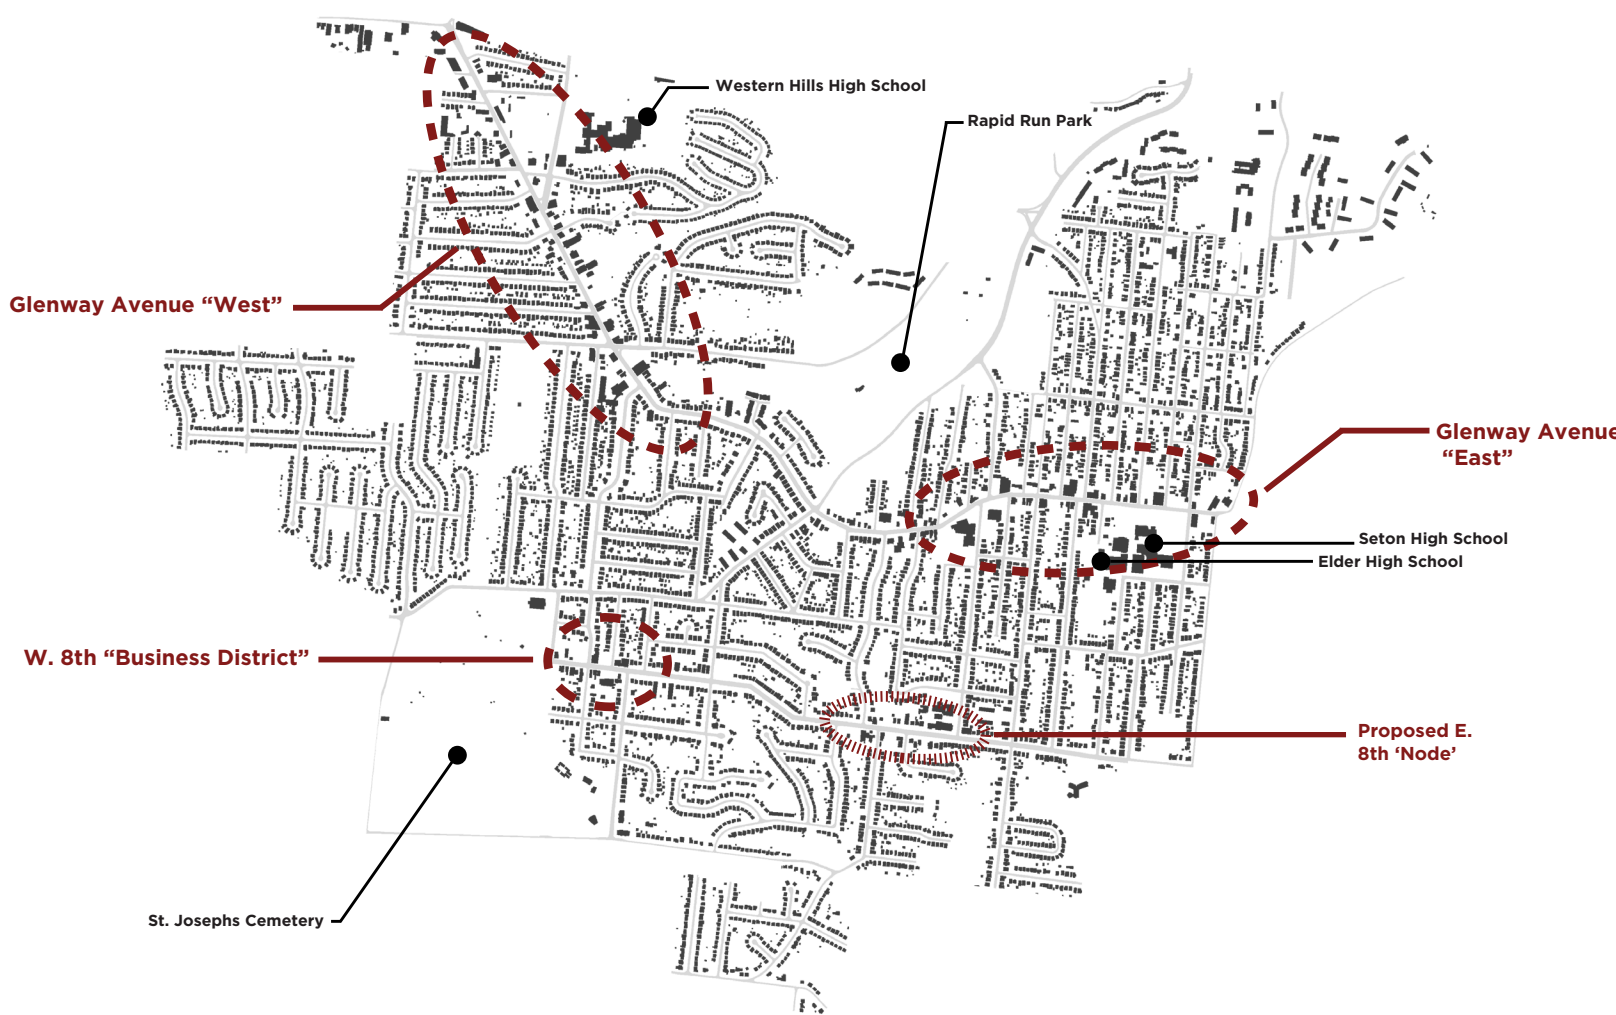 Western Hills High School
Rapid Run Park
Glenway Avenue “West”
Glenway Avenue
“East”
Seton High School
Elder High School
W. 8th “Business District”
Proposed E.
8th ‘Node’
St. Josephs Cemetery